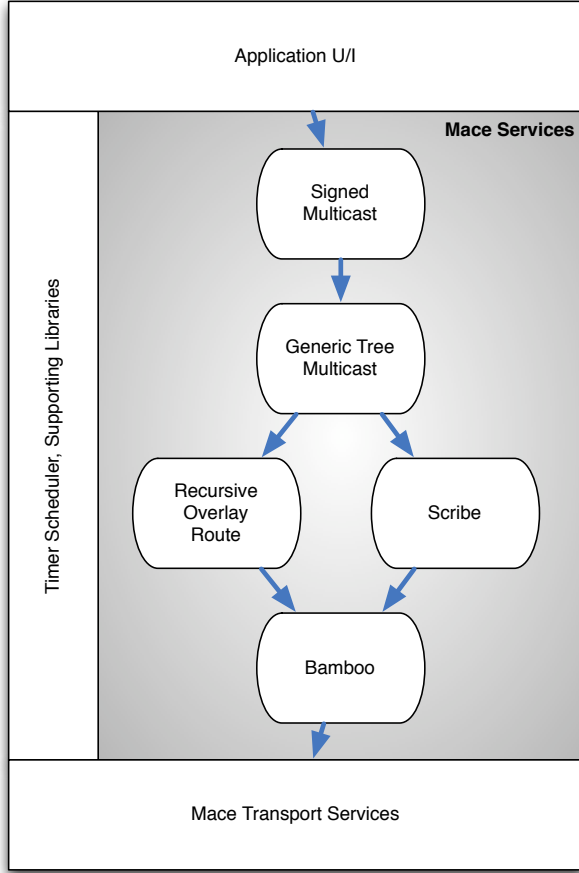 Application U/I
Mace Services
Signed
Multicast
Generic Tree
Multicast
Recursive
Overlay
Route
Scribe
Bamboo
Timer Scheduler, Supporting Libraries
Mace Transport Services